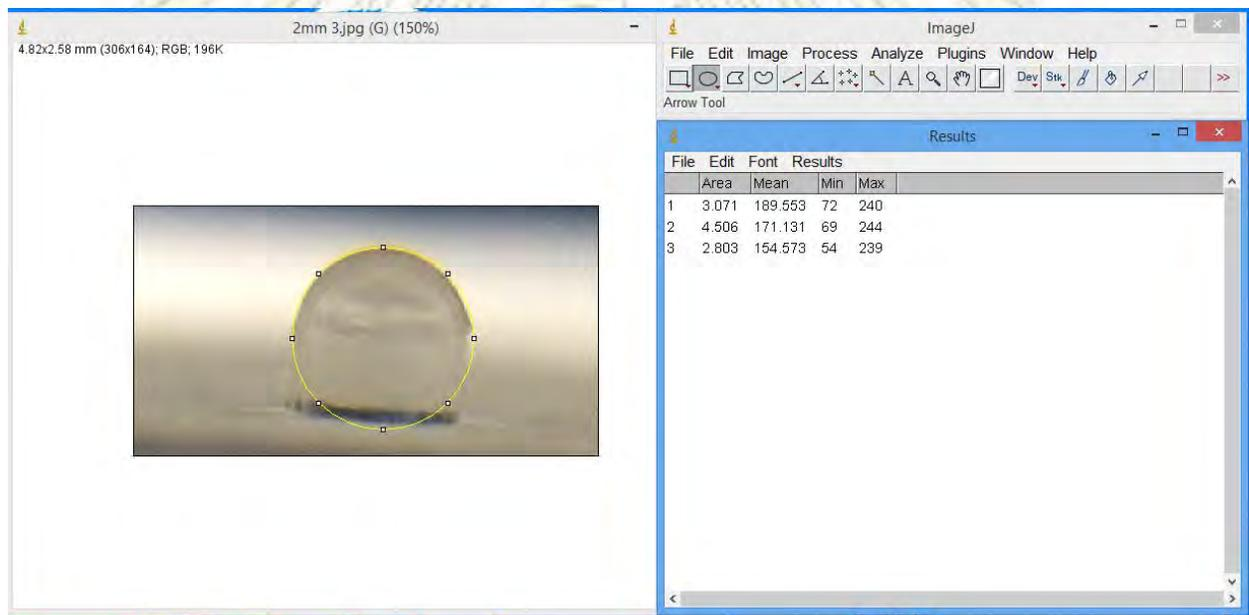 2mm 3.jpg (G) (150%)
4.82x2.58 mm (306x164); RGB; 196K
ImageJ
File Edit Image Process Analyze Plugins Window Help
A Dev Stk >>
Arrow Tool
Results
File Edit Font Results
Area Mean Min Max
1 3.071 189.553 72 240
2 4.506 171.131 69 244
3 2.803 154.573 54 239